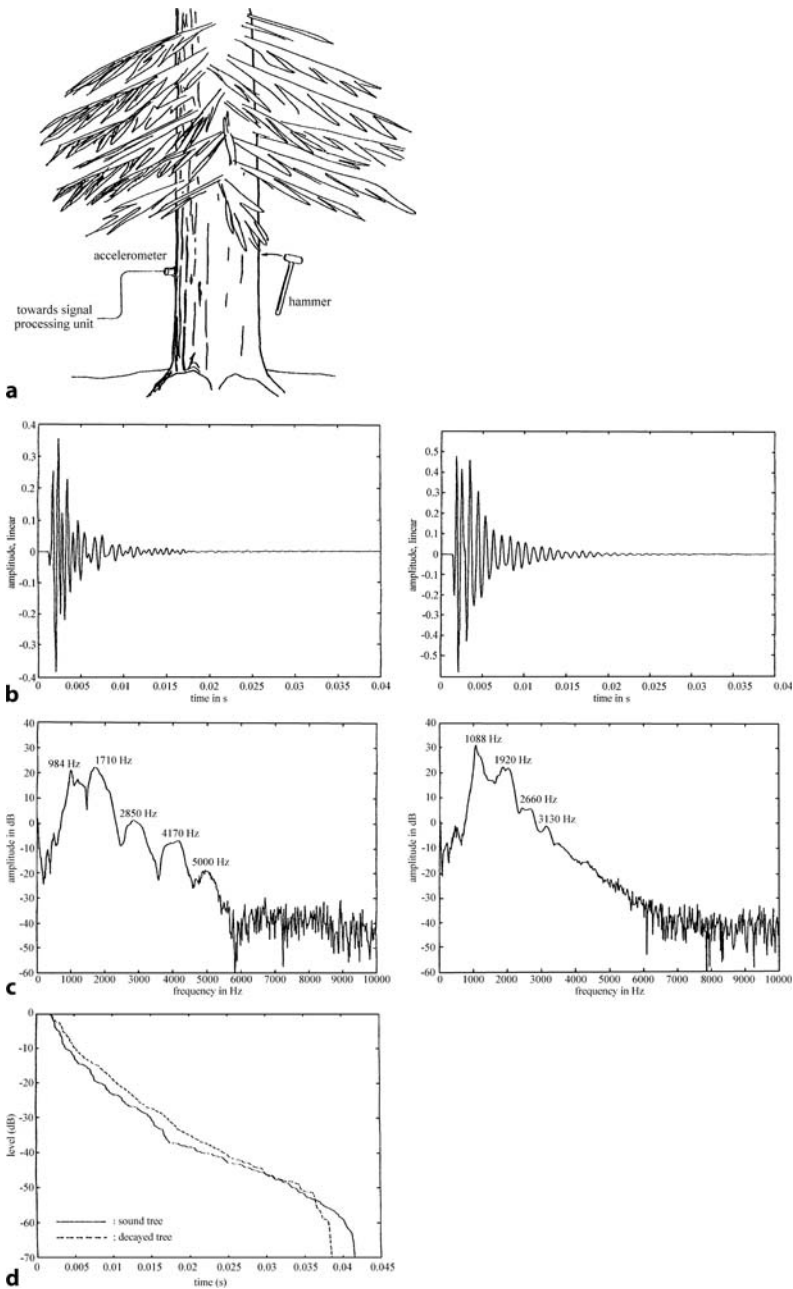 accelerometer
towards signal
processing unit
hammer
a
0.4
0.3
0.2
0.1
0
-0.1
-0.2
-0.3
-0.4
amplitude, linear
0 0.005 0.01 0.015 0.02 0.025 0.03 0.035 0.04
time in s
0.5
0.4
0.3
0.2
0.1
0
-0.1
-0.2
-0.3
-0.4
-0.5
amplitude, linear
0 0.005 0.01 0.015 0.02 0.025 0.03 0.035 0.04
time in s
b
40
30
20
10
0
-10
-20
-30
-40
-50
-60
amplitude in dB
984 Hz
1710 Hz
2850 Hz
4170 Hz
5000 Hz
0 1000 2000 3000 4000 5000 6000 7000 8000 9000 10000
frequency in Hz
40
30
20
10
0
-10
-20
-30
-40
-50
-60
amplitude in dB
1088 Hz
1920 Hz
2660 Hz
3130 Hz
0 1000 2000 3000 4000 5000 6000 7000 8000 9000 10000
frequency in Hz
c
0
-10
-20
-30
-40
-50
-60
-70
level (dB)
: sound tree
: decayed tree
0 0.005 0.01 0.015 0.02 0.025 0.03 0.035 0.04 0.045
time (s)
d